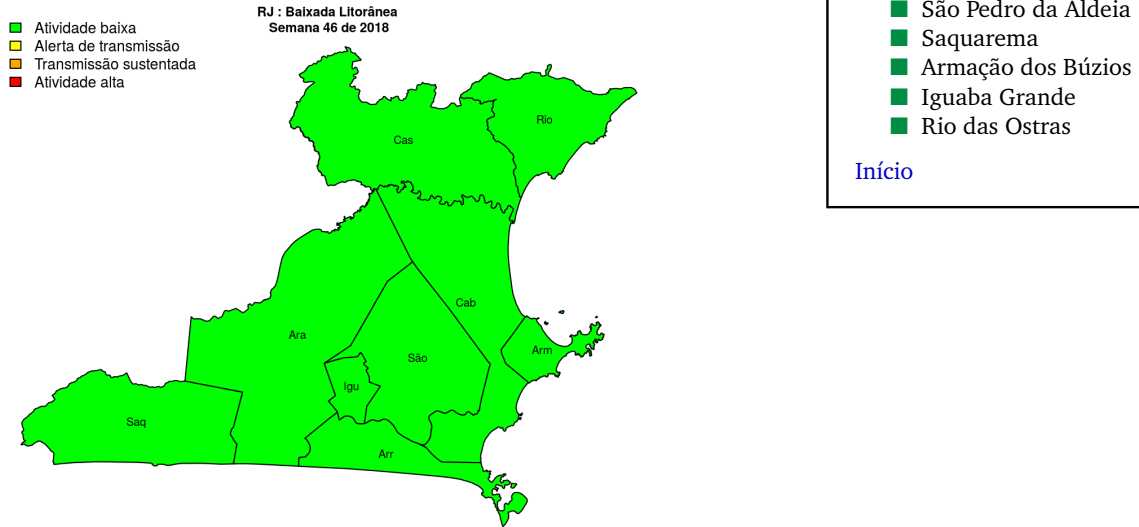 RJ : Baixada Litorânea
Semana 46 de 2018
Atividade baixa
Alerta de transmissão
Transmissão sustentada
Atividade alta
Cas
Rio
Cab
Ara
São
Arm
Igu
Saq
Arr
São Pedro da Aldeia
Saquarema
Armação dos Búzios
Iguaba Grande
Rio das Ostras
Início